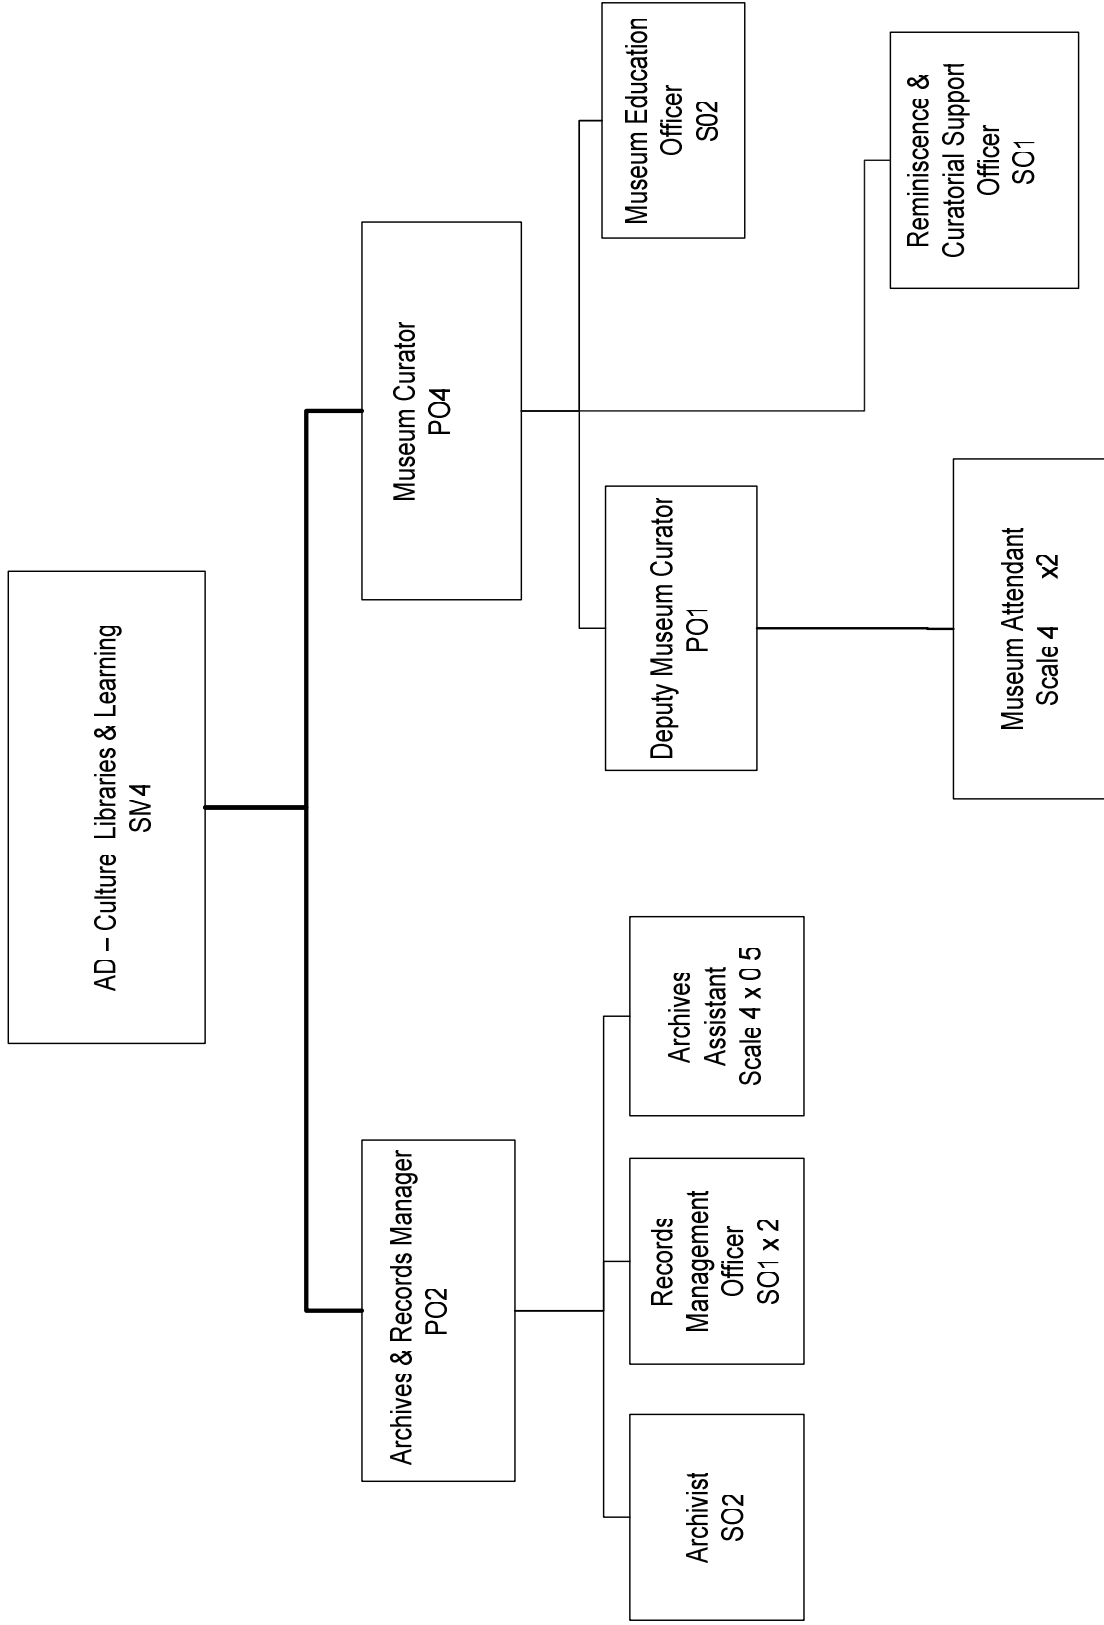 AD – Culture Libraries & Learning
SM4
Archives & Records Manager
PO2
Museum Curator
PO4
Archivist
SO2
Records
Management
Officer
SO1 x 2
Archives
Assistant
Scale 4 x 0 5
Deputy Museum Curator
PO1
Museum Education
Officer
S02
Museum Attendant
Scale 4 x2
Reminiscence &
Curatorial Support
Officer
SO1